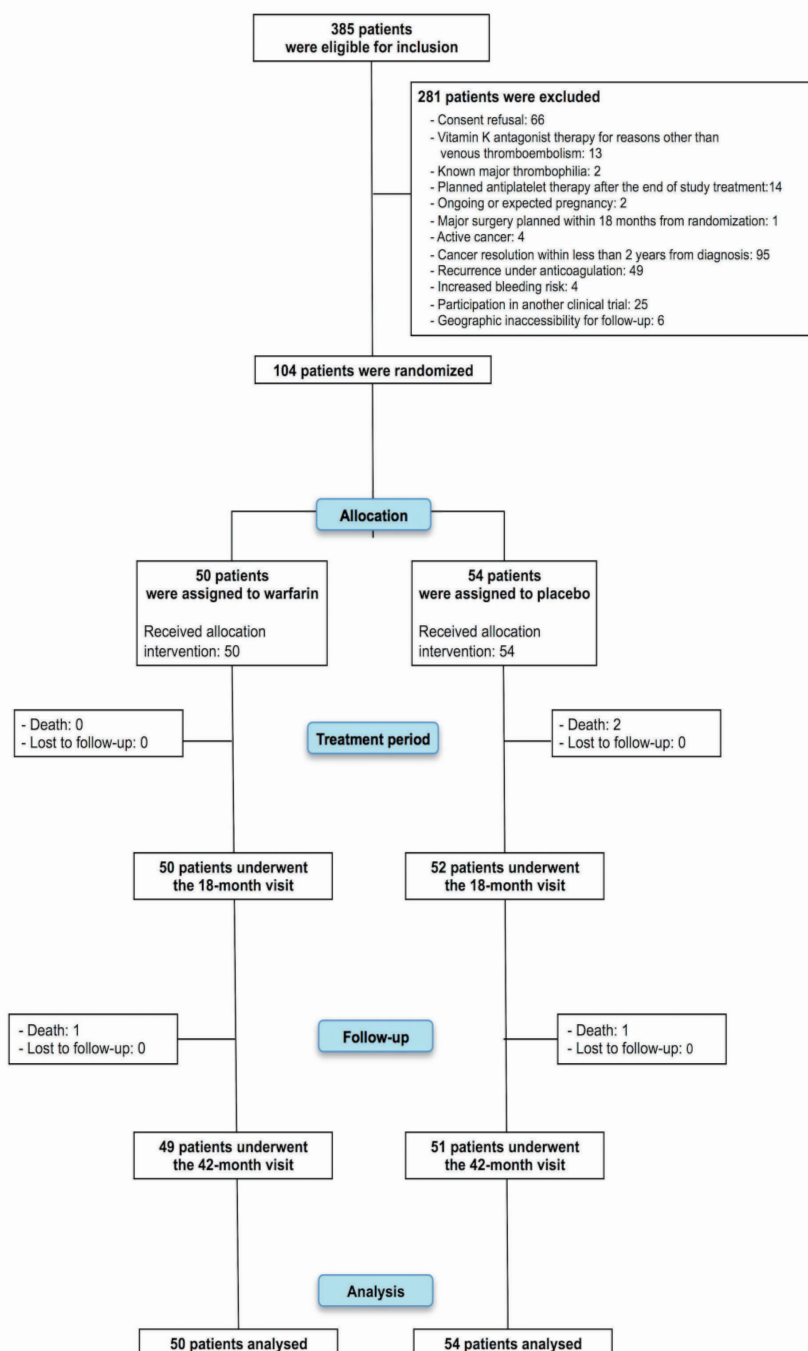 385 patients
were eligible for inclusion
281 patients were excluded
- Consent refusal: 66
- Vitamin K antagonist therapy for reasons other than
venous thromboembolism: 13
- Known major thrombophilia: 2
- Planned antiplatelet therapy after the end of study treatment:14
- Ongoing or expected pregnancy: 2
- Major surgery planned within 18 months from randomization: 1
- Active cancer: 4
- Cancer resolution within less than 2 years from diagnosis: 95
- Recurrence under anticoagulation: 49
- Increased bleeding risk: 4
- Participation in another clinical trial: 25
- Geographic inaccessibility for follow-up: 6
104 patients were randomized
Allocation
50 patients
were assigned to warfarin
Received allocation
intervention: 50
54 patients
were assigned to placebo
Received allocation
intervention: 54
- Death: 0
- Lost to follow-up: 0
Treatment period
- Death: 2
- Lost to follow-up: 0
50 patients underwent
the 18-month visit
52 patients underwent
the 18-month visit
- Death: 1
- Lost to follow-up: 0
Follow-up
- Death: 1
- Lost to follow-up: 0
49 patients underwent
the 42-month visit
51 patients underwent
the 42-month visit
Analysis
50 patients analysed
54 patients analysed